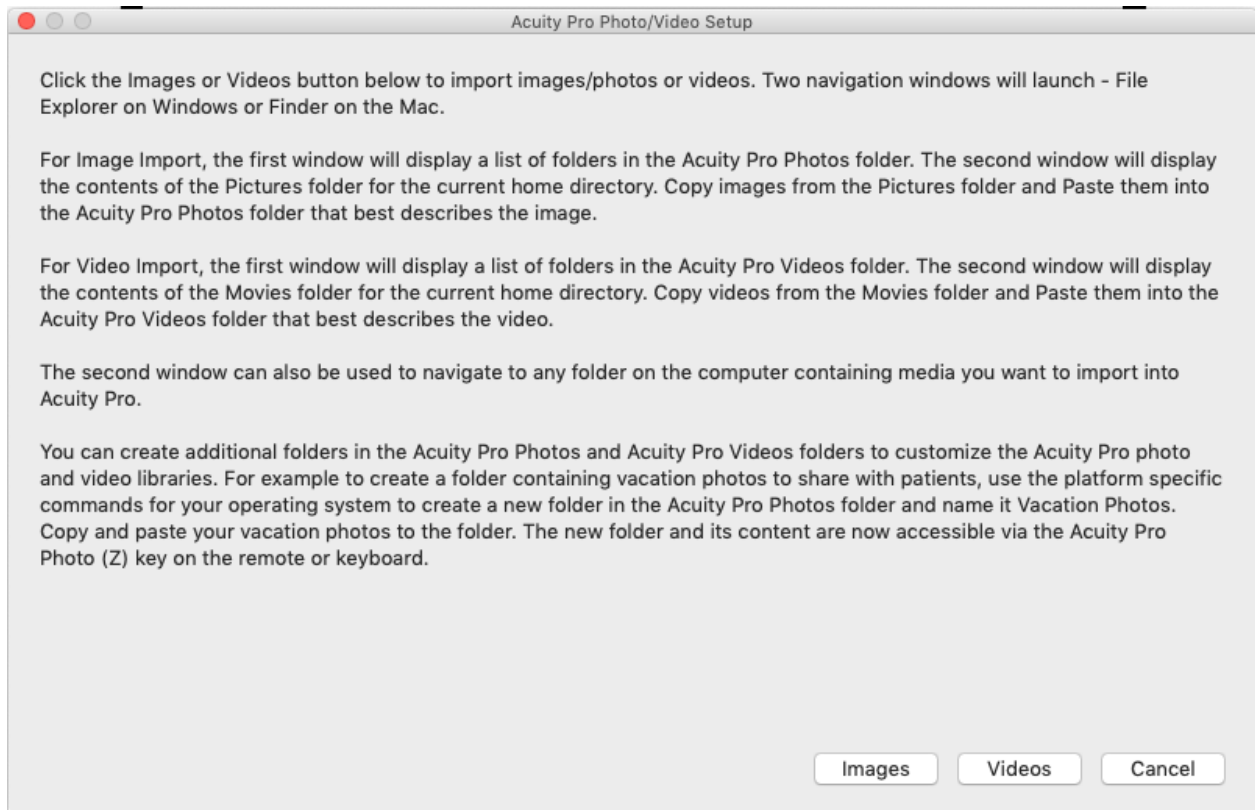 Acuity Pro Photo/Video Setup
Click the Images or Videos button below to import images/photos or videos. Two navigation windows will launch - File
Explorer on Windows or Finder on the Mac.
For Image Import, the first window will display a list of folders in the Acuity Pro Photos folder. The second window will display
the contents of the Pictures folder for the current home directory. Copy images from the Pictures folder and Paste them into
the Acuity Pro Photos folder that best describes the image.
For Video Import, the first window will display a list of folders in the Acuity Pro Videos folder. The second window will display
the contents of the Movies folder for the current home directory. Copy videos from the Movies folder and Paste them into the
Acuity Pro Videos folder that best describes the video.
The second window can also be used to navigate to any folder on the computer containing media you want to import into
Acuity Pro.
You can create additional folders in the Acuity Pro Photos and Acuity Pro Videos folders to customize the Acuity Pro photo
and video libraries. For example to create a folder containing vacation photos to share with patients, use the platform specific
commands for your operating system to create a new folder in the Acuity Pro Photos folder and name it Vacation Photos.
Copy and paste your vacation photos to the folder. The new folder and its content are now accessible via the Acuity Pro
Photo (Z) key on the remote or keyboard.
Images Videos Cancel